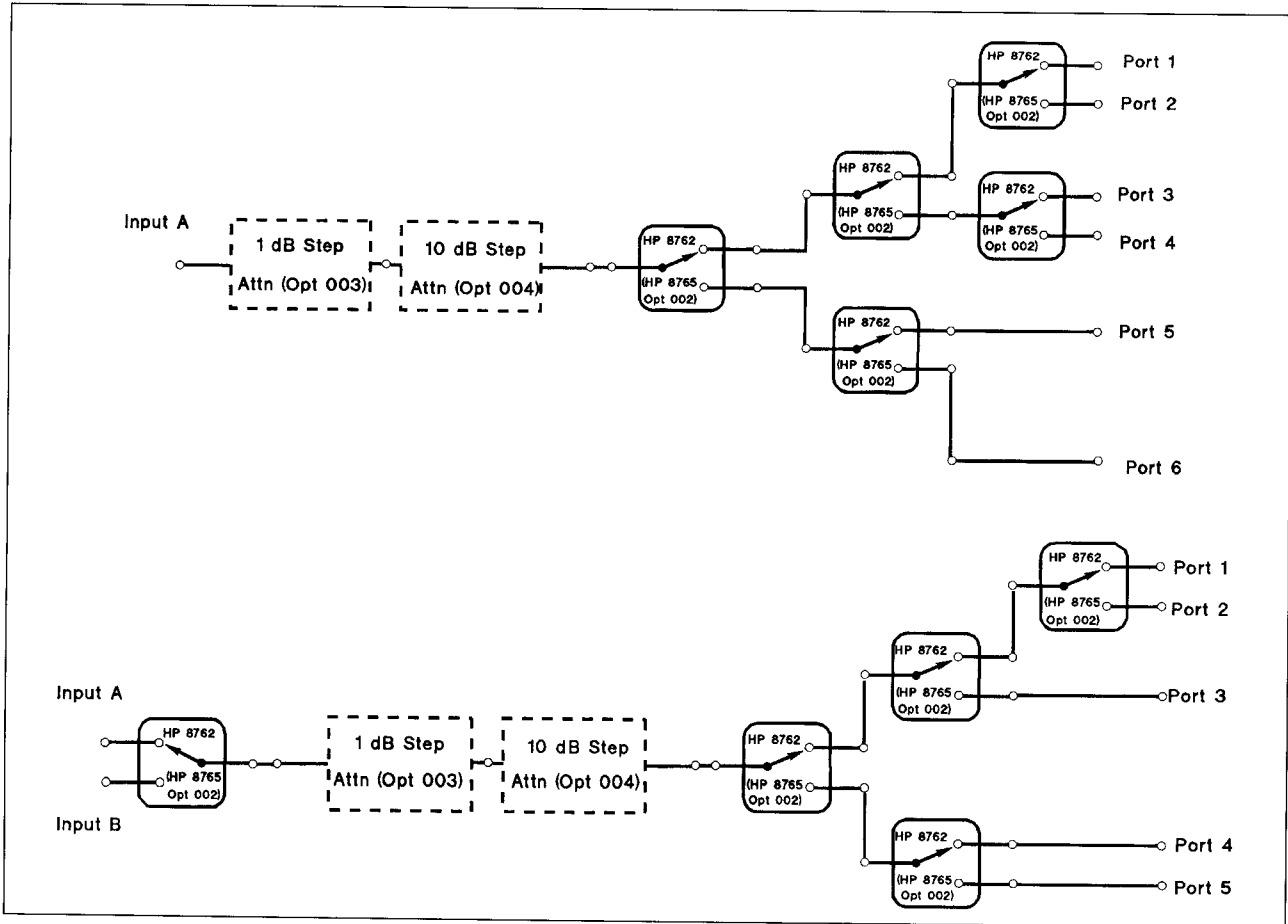 HP 8762
(HP 8765
Opt 002)
Port 1
Port 2
HP 8762
(HP 8765
Opt 002)
HP 8762
(HP 8765
Opt 002)
Port 3
Port 4
Input A
1 dB Step
Attn (Opt 003)
10 dB Step
Attn (Opt 004)
HP 8762
(HP 8765
Opt 002)
HP 8762
(HP 8765
Opt 002)
Port 5
Port 6
HP 8762
(HP 8765
Opt 002)
Port 1
Port 2
HP 8762
(HP 8765
Opt 002)
Port 3
Input A
HP 8762
(HP 8765
Opt 002)
Input B
1 dB Step
Attn (Opt 003)
10 dB Step
Attn (Opt 004)
HP 8762
(HP 8765
Opt 002)
HP 8762
(HP 8765
Opt 002)
Port 4
Port 5